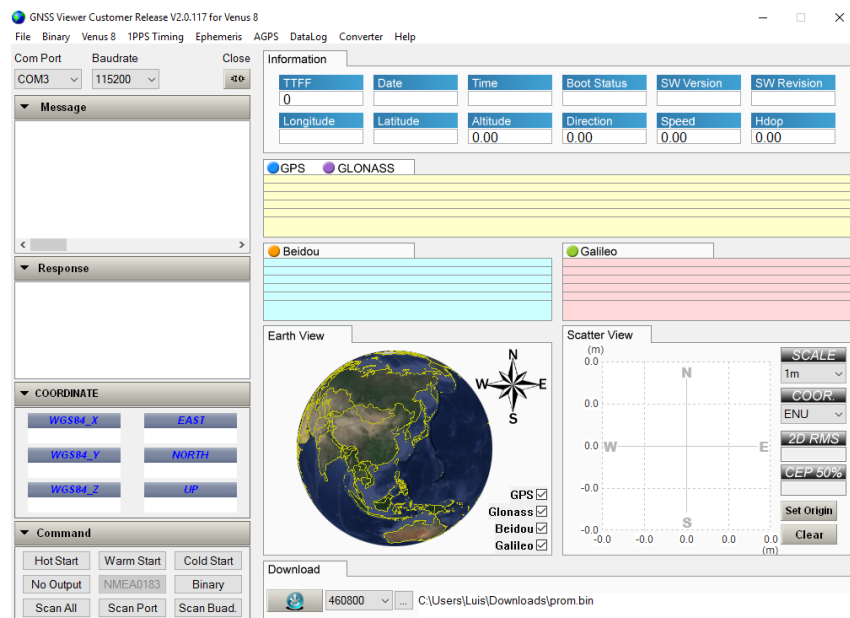 GNSS Viewer Customer Release V2.0.117 for Venus 8
File Binary Venus 8 1PPS Timing Ephemeris AGPS DataLog Converter Help
Com Port Baudrate Close
COM3 115200
Message
Response
COORDINATE
WGS84_X EAST
WGS84_Y NORTH
WGS84_Z UP
Command
Hot Start Warm Start Cold Start
No Output NMEA0183 Binary
Scan All Scan Port Scan Buad.
Information
TTFF Date Time Boot Status SW Version SW Revision
0
Longitude Latitude Altitude Direction Speed Hdop
0.00 0.00 0.00 0.00
GPS GLONASS
Beidou
Galileo
Earth View
N
W E
S
GPS
Glonass
Beidou
Galileo
Scatter View
(m)
0.0
N
0.0
0.0 W E
-0.0
S
-0.0
-0.0 -0.0 0.0 0.0 0.0
(m)
SCALE
1m
COOR.
ENU
2D RMS
CEP 50%
Set Origin
Clear
Download
460800 ... C:\Users\Luis\Downloads\prom.bin